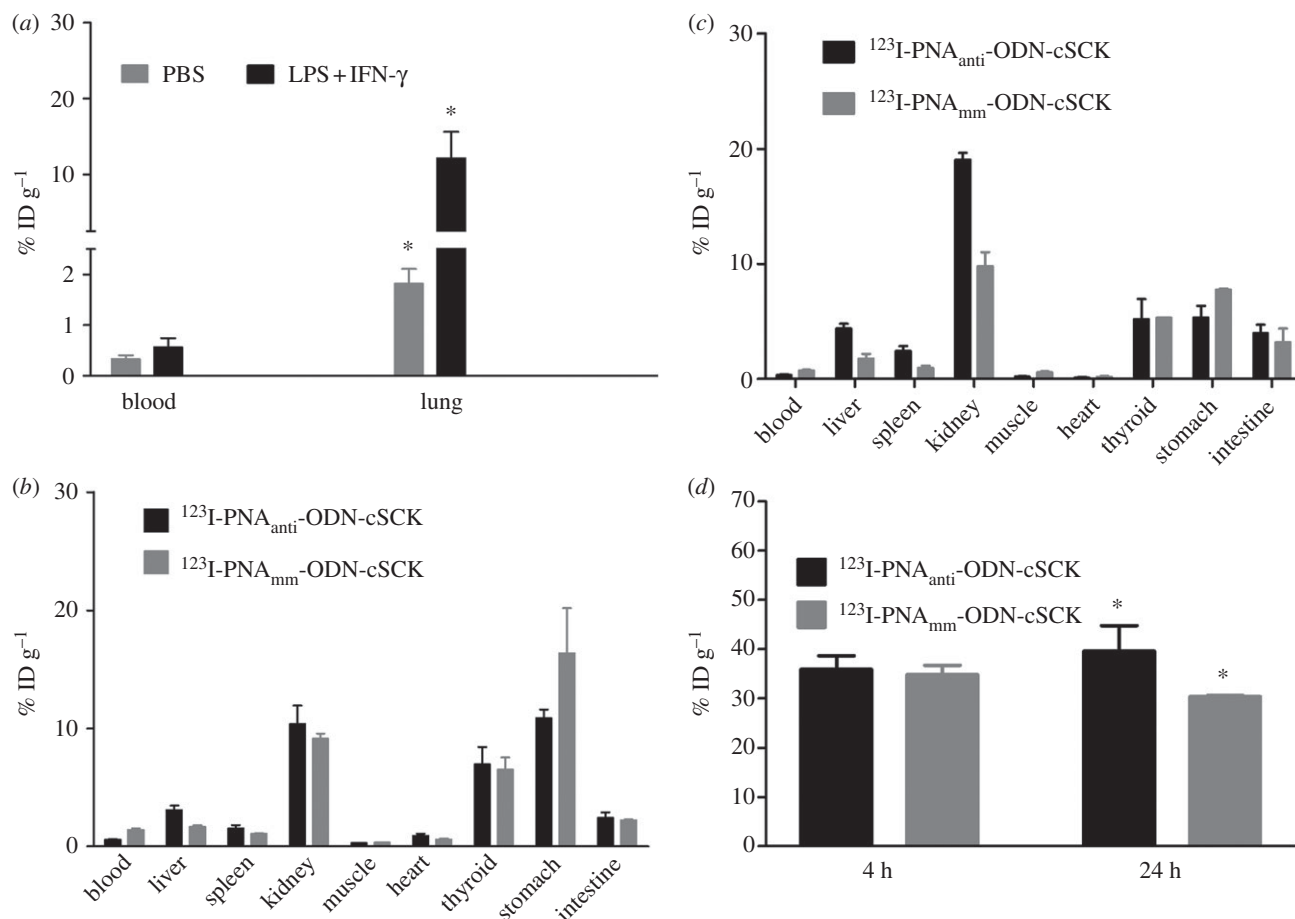 (a)
30
20
10
2
1
0
% ID g⁻¹
PBS
LPS + IFN-γ
*
*
blood
lung
(c)
30
20
10
0
% ID g⁻¹
¹²³I-PNAanti-ODN-cSCK
¹²³I-PNAmm-ODN-cSCK
blood
liver
spleen
kidney
muscle
heart
thyroid
stomach
intestine
(b)
30
20
10
0
% ID g⁻¹
¹²³I-PNAanti-ODN-cSCK
¹²³I-PNAmm-ODN-cSCK
blood
liver
spleen
kidney
muscle
heart
thyroid
stomach
intestine
(d)
70
60
50
40
30
20
10
0
% ID g⁻¹
¹²³I-PNAanti-ODN-cSCK
¹²³I-PNAmm-ODN-cSCK
*
*
4 h
24 h